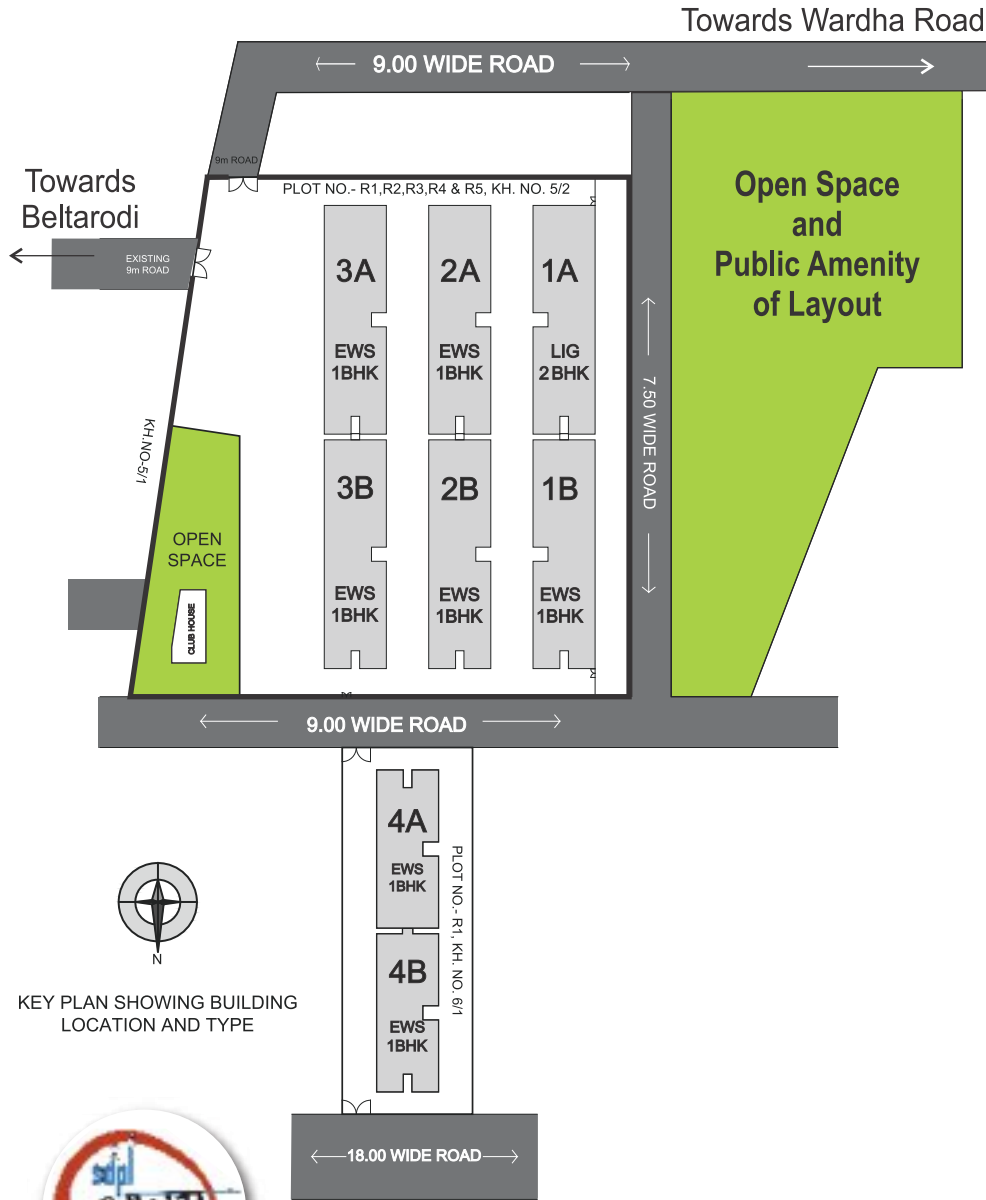 Towards Wardha Road
9.00 WIDE ROAD
9m ROAD
Towards
Beltarodi
EXISTING
9m ROAD
PLOT NO.- R1,R2,R3,R4 & R5, KH. NO. 5/2
3A
EWS
1BHK
2A
EWS
1BHK
1A
LIG
2 BHK
Open Space
and
Public Amenity
of Layout
7.50 WIDE ROAD
KH.NO-5/1
OPEN
SPACE
CLUB HOUSE
3B
EWS
1BHK
2B
EWS
1BHK
1B
EWS
1BHK
9.00 WIDE ROAD
4A
EWS
1BHK
PLOT NO.- R1, KH. NO. 6/1
4B
EWS
1BHK
N
KEY PLAN SHOWING BUILDING
LOCATION AND TYPE
18.00 WIDE ROAD
sdpl